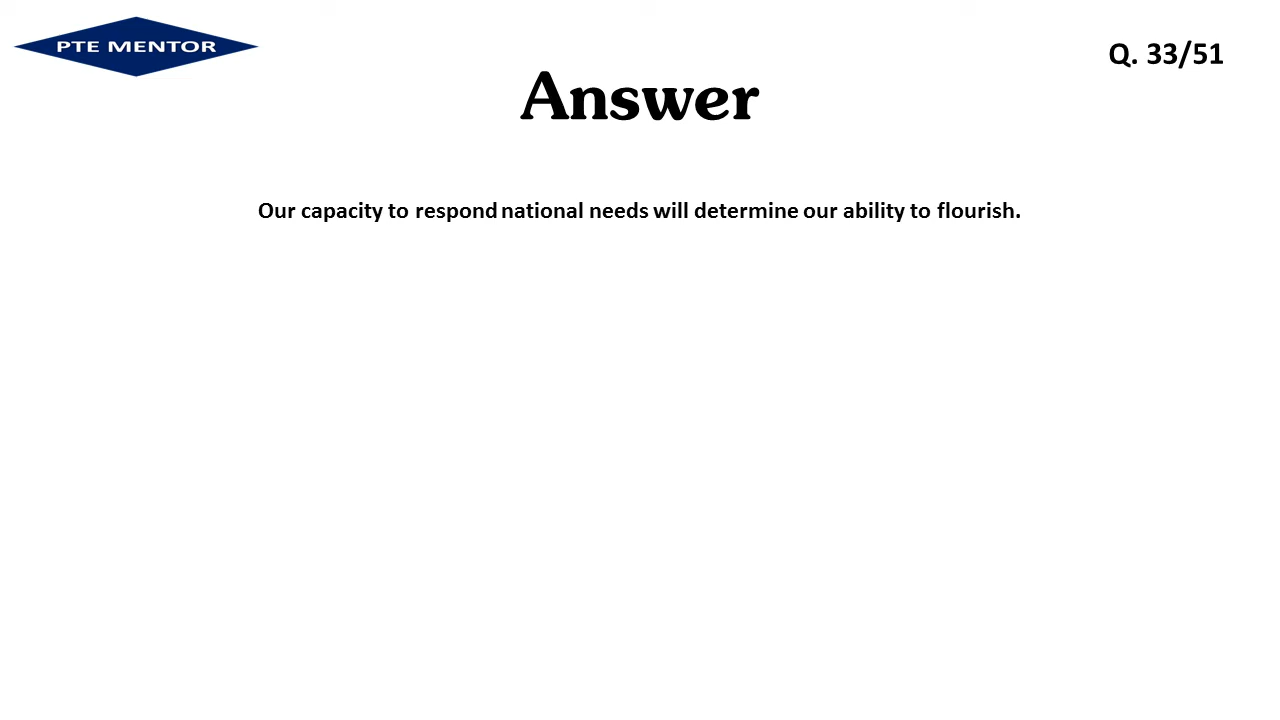 PTE MENTOR
Q. 33/51
Answer
Our capacity to respond national needs will determine our ability to flourish.